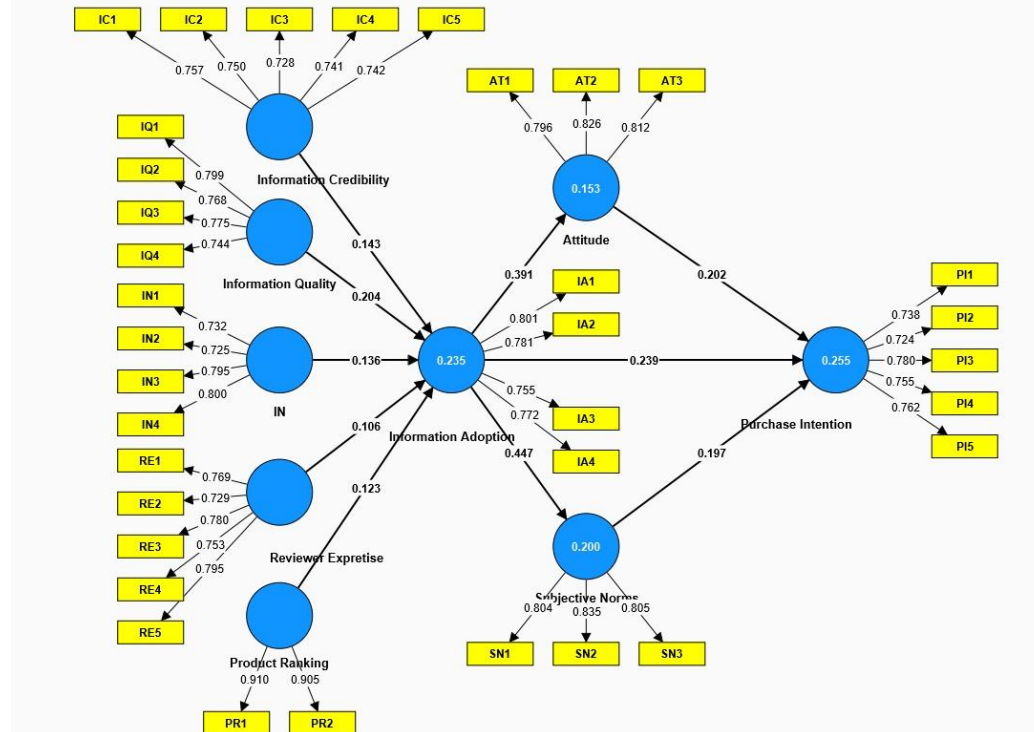 IC1
IC2
IC3
IC4
IC5
0.757
0.750
0.728
0.741
0.742
Information Credibility
IQ1
IQ2
IQ3
IQ4
0.799
0.768
0.775
0.744
Information Quality
IN1
IN2
IN3
IN4
0.732
0.725
0.795
0.800
IN
RE1
RE2
RE3
RE4
RE5
0.769
0.729
0.780
0.753
0.795
Reviewer Expretise
Product Ranking
0.910
0.905
PR1
PR2
0.143
0.204
0.136
0.106
0.123
0.235
Information Adoption
0.801
0.781
0.755
0.772
IA1
IA2
IA3
IA4
0.391
0.239
0.447
AT1
AT2
AT3
0.796
0.826
0.812
0.153
Attitude
0.202
0.200
Subjective Norms
0.804
0.835
0.805
SN1
SN2
SN3
0.197
0.255
Purchase Intention
0.738
0.724
0.780
0.755
0.762
PI1
PI2
PI3
PI4
PI5